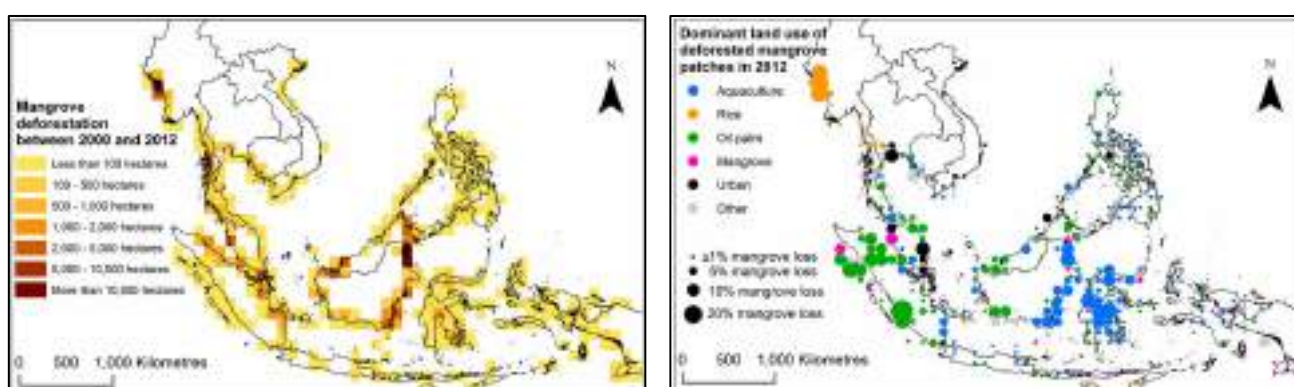 Mangrove
deforestation
between 2000 and 2012
Less than 100 hectares
100 - 500 hectares
500 - 1,000 hectares
1,000 - 2,000 hectares
2,000 - 5,000 hectares
5,000 - 10,000 hectares
More than 10,000 hectares
0 500 1,000 Kilometres
N
Dominant land use of
deforested mangrove
patches in 2012
Aquaculture
Rice
Oil palm
Mangrove
Urban
Other
≤1% mangrove loss
5% mangrove loss
10% mangrove loss
20% mangrove loss
0 500 1,000 Kilometres
N